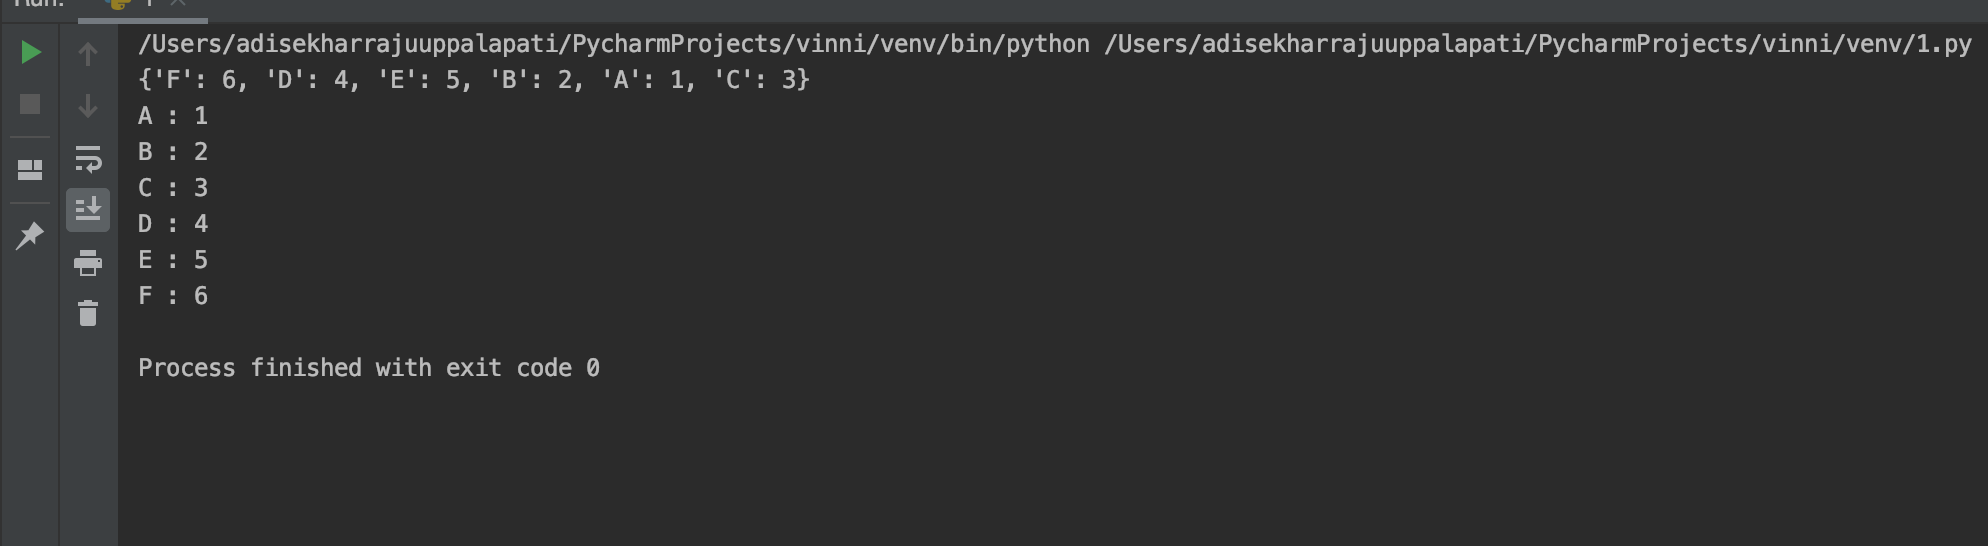 Run:
/Users/adisekharrajuuppalapati/PycharmProjects/vinni/venv/bin/python /Users/adisekharrajuuppalapati/PycharmProjects/vinni/venv/1.py
{'F': 6, 'D': 4, 'E': 5, 'B': 2, 'A': 1, 'C': 3}
A : 1
B : 2
C : 3
D : 4
E : 5
F : 6
Process finished with exit code 0